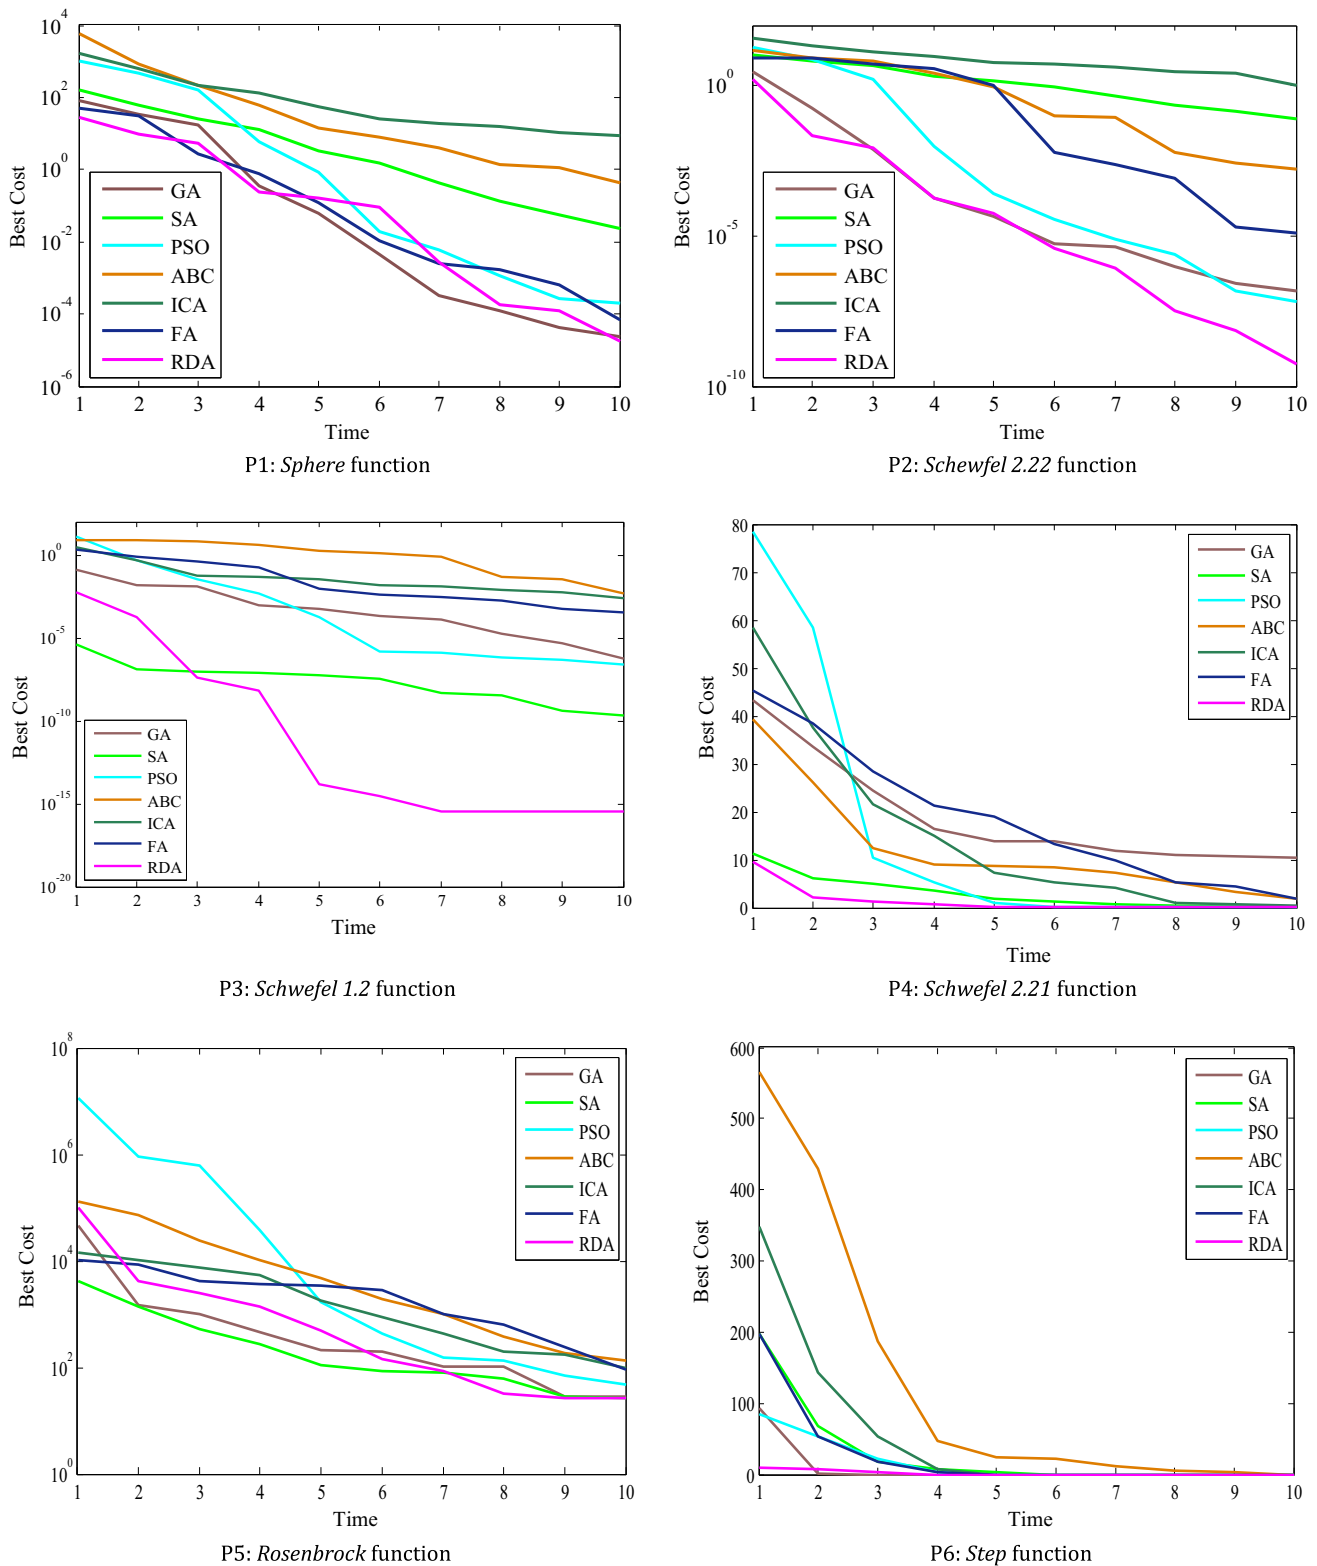 10^4
10^2
10^0
10^-2
10^-4
10^-6
Best Cost
GA
SA
PSO
ABC
ICA
FA
RDA
1 2 3 4 5 6 7 8 9 10
Time
P1: Sphere function
10^0
10^-5
10^-10
Best Cost
GA
SA
PSO
ABC
ICA
FA
RDA
1 2 3 4 5 6 7 8 9 10
Time
P2: Schewfel 2.22 function
10^0
10^-5
10^-10
10^-15
10^-20
Best Cost
GA
SA
PSO
ABC
ICA
FA
RDA
1 2 3 4 5 6 7 8 9 10
Time
P3: Schwefel 1.2 function
80
70
60
50
40
30
20
10
0
Best Cost
GA
SA
PSO
ABC
ICA
FA
RDA
1 2 3 4 5 6 7 8 9 10
Time
P4: Schwefel 2.21 function
10^8
10^6
10^4
10^2
10^0
Best Cost
GA
SA
PSO
ABC
ICA
FA
RDA
1 2 3 4 5 6 7 8 9 10
Time
P5: Rosenbrock function
600
500
400
300
200
100
0
Best Cost
GA
SA
PSO
ABC
ICA
FA
RDA
1 2 3 4 5 6 7 8 9 10
Time
P6: Step function